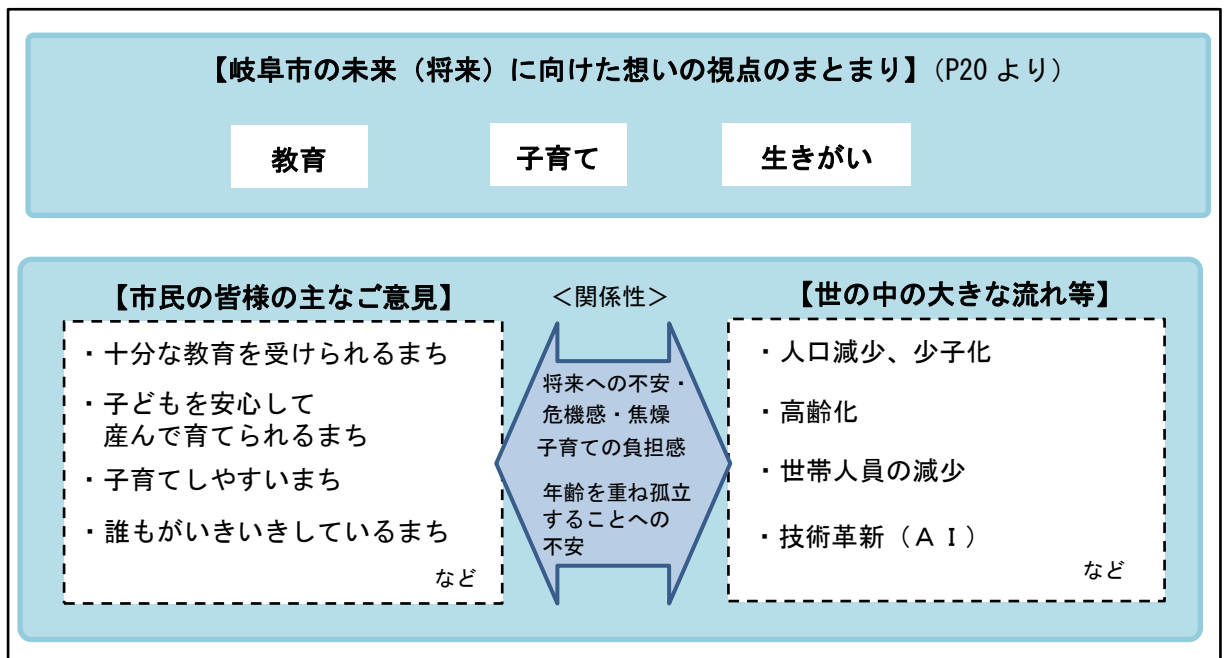 【岐阜市の未来(将来)に向けた想いの視点のまとまり】(P20 より)
教育
子育て
生きがい
【市民の皆様の主なご意見】
・十分な教育を受けられるまち
・子どもを安心して
産んで育てられるまち
・子育てしやすいまち
・誰もがいきいきしているまち
など
<関係性>
将来への不安・
危機感・焦燥
子育ての負担感
年齢を重ね孤立
することへの
不安
【世の中の大きな流れ等】
・人口減少、少子化
・高齢化
・世帯人員の減少
・技術革新(AI)
など